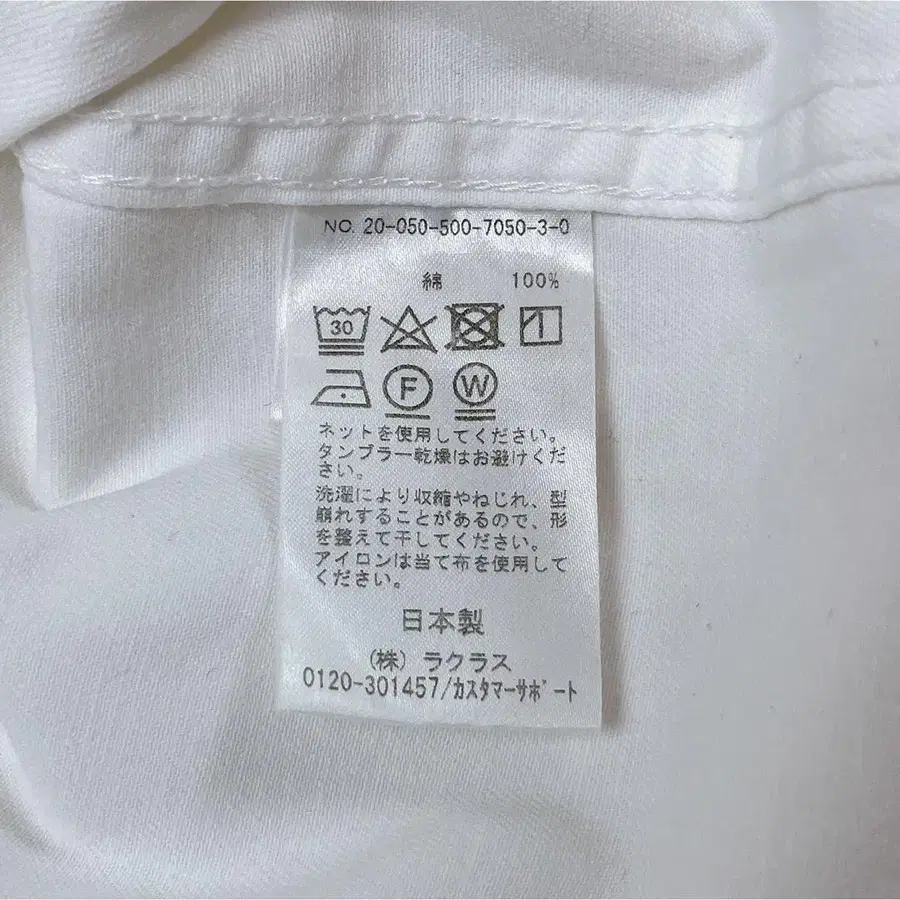 NO. 20-050-500-7050-3-0
綿 100%
30
F W
ネットを使用してください。
タンブラー乾燥はお避けくだ
さい。
洗濯により収縮やねじれ、型
崩れすることがあるので、形
を整えて干してください。
アイロンは当て布を使用して
ください。
日本製
(株) ラクラス
0120-301457/カスタマーサポート